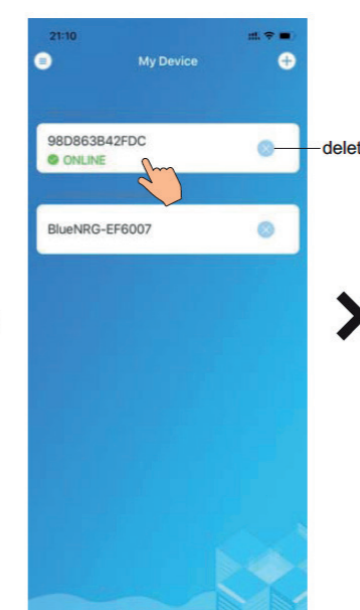 21:10
My Device
98D863B42FDC
ONLINE
delet
BlueNRG-EF6007